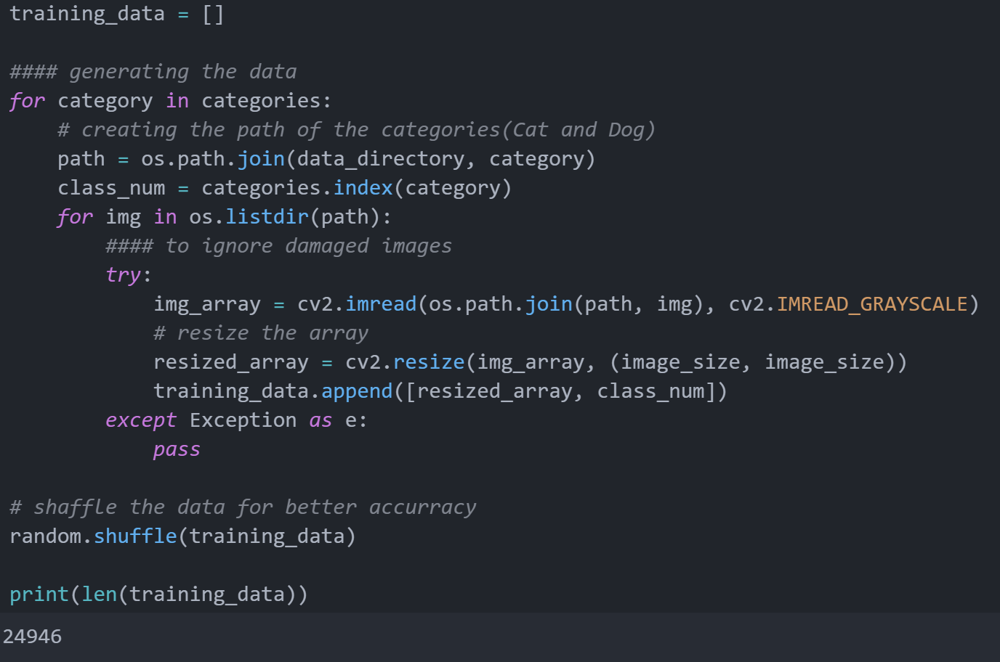 training_data = []
#### generating the data
for category in categories:
    # creating the path of the categories(Cat and Dog)
    path = os.path.join(data_directory, category)
    class_num = categories.index(category)
    for img in os.listdir(path):
        #### to ignore damaged images
        try:
            img_array = cv2.imread(os.path.join(path, img), cv2.IMREAD_GRAYSCALE)
            # resize the array
            resized_array = cv2.resize(img_array, (image_size, image_size))
            training_data.append([resized_array, class_num])
        except Exception as e:
            pass
# shaffle the data for better accurracy
random.shuffle(training_data)
print(len(training_data))
24946